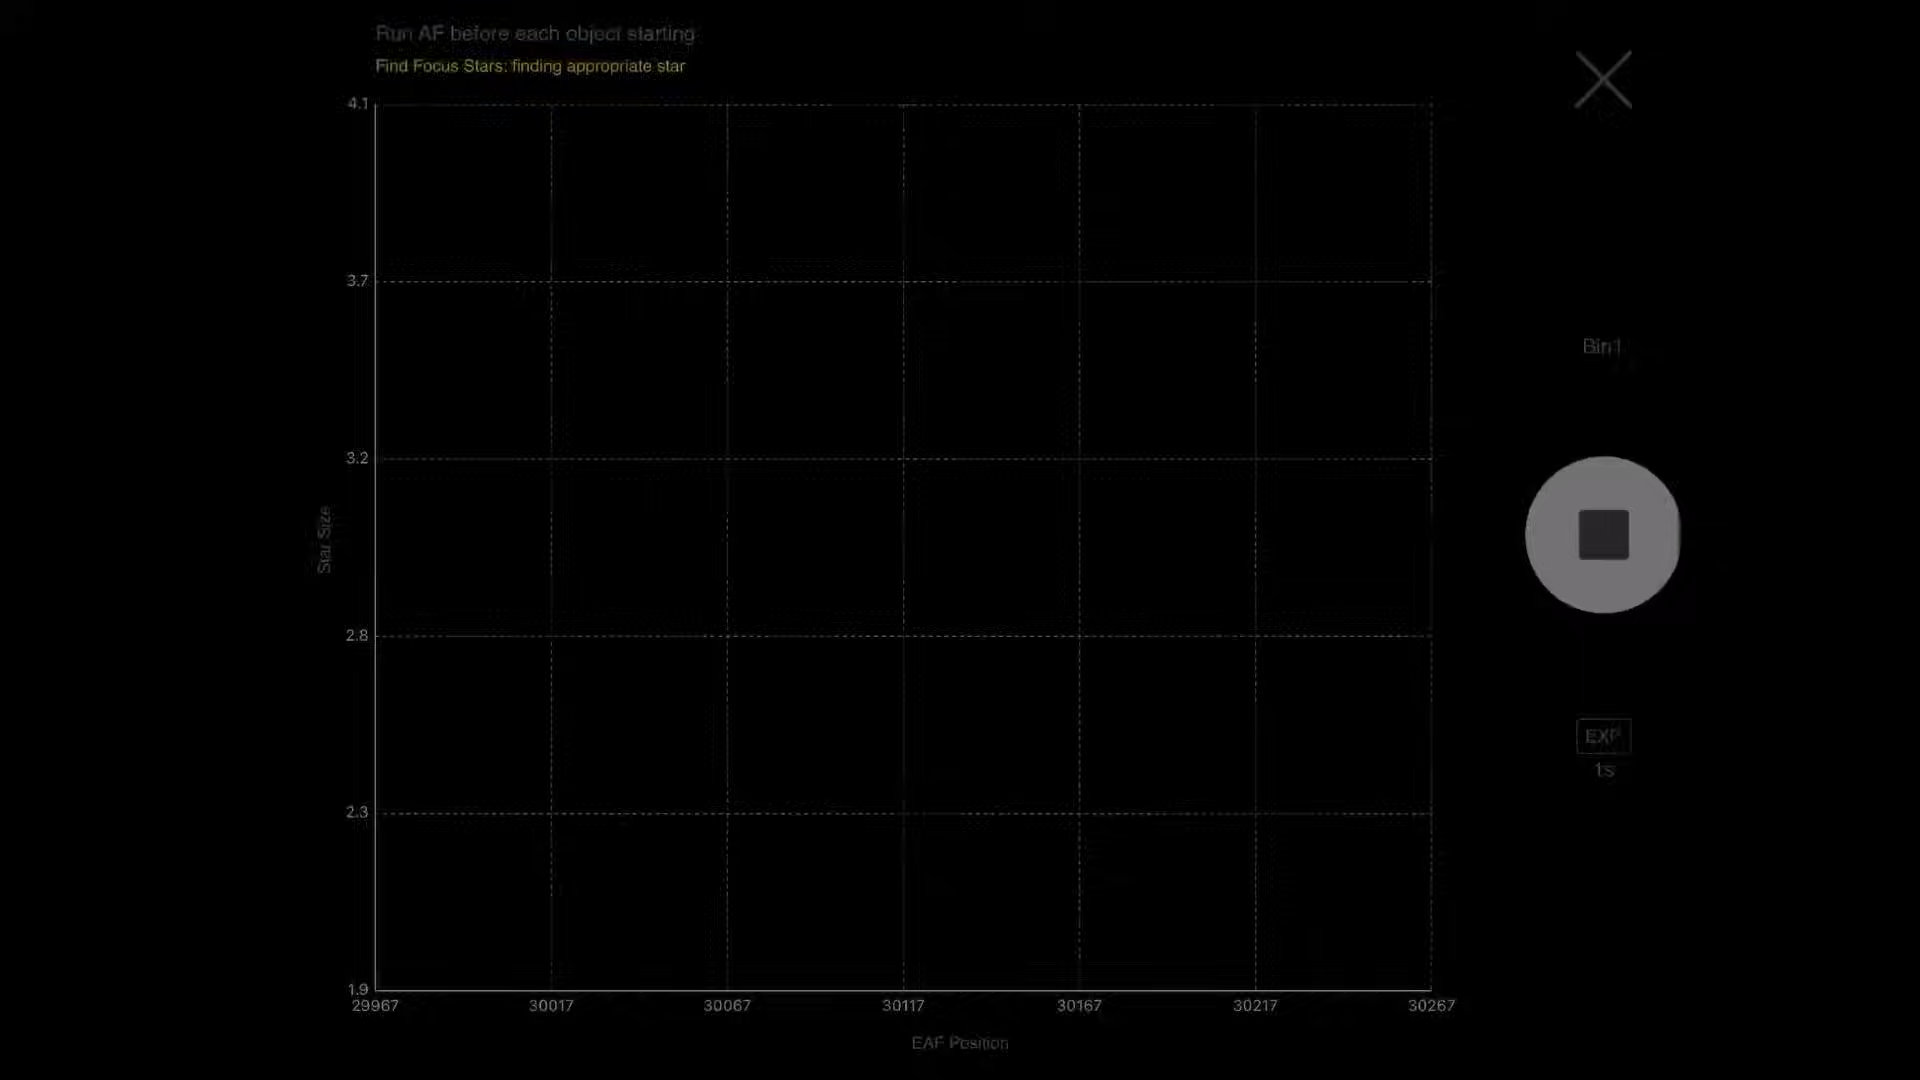 Run AF before each object starting
Find Focus Stars: finding appropriate star
4.1
3.7
3.2
2.8
2.3
1.9
Star Size
29967 30017 30067 30117 30167 30217 30267
EAF Position
Bin1
EXP
1s